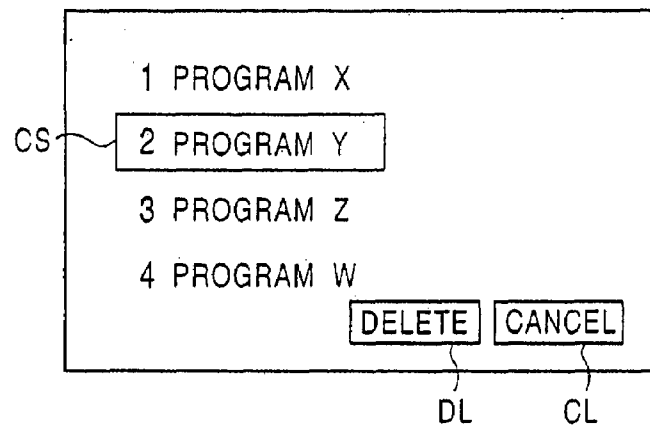 1 PROGRAM X
CS
2 PROGRAM Y
3 PROGRAM Z
4 PROGRAM W
DELETE CANCEL
DL CL